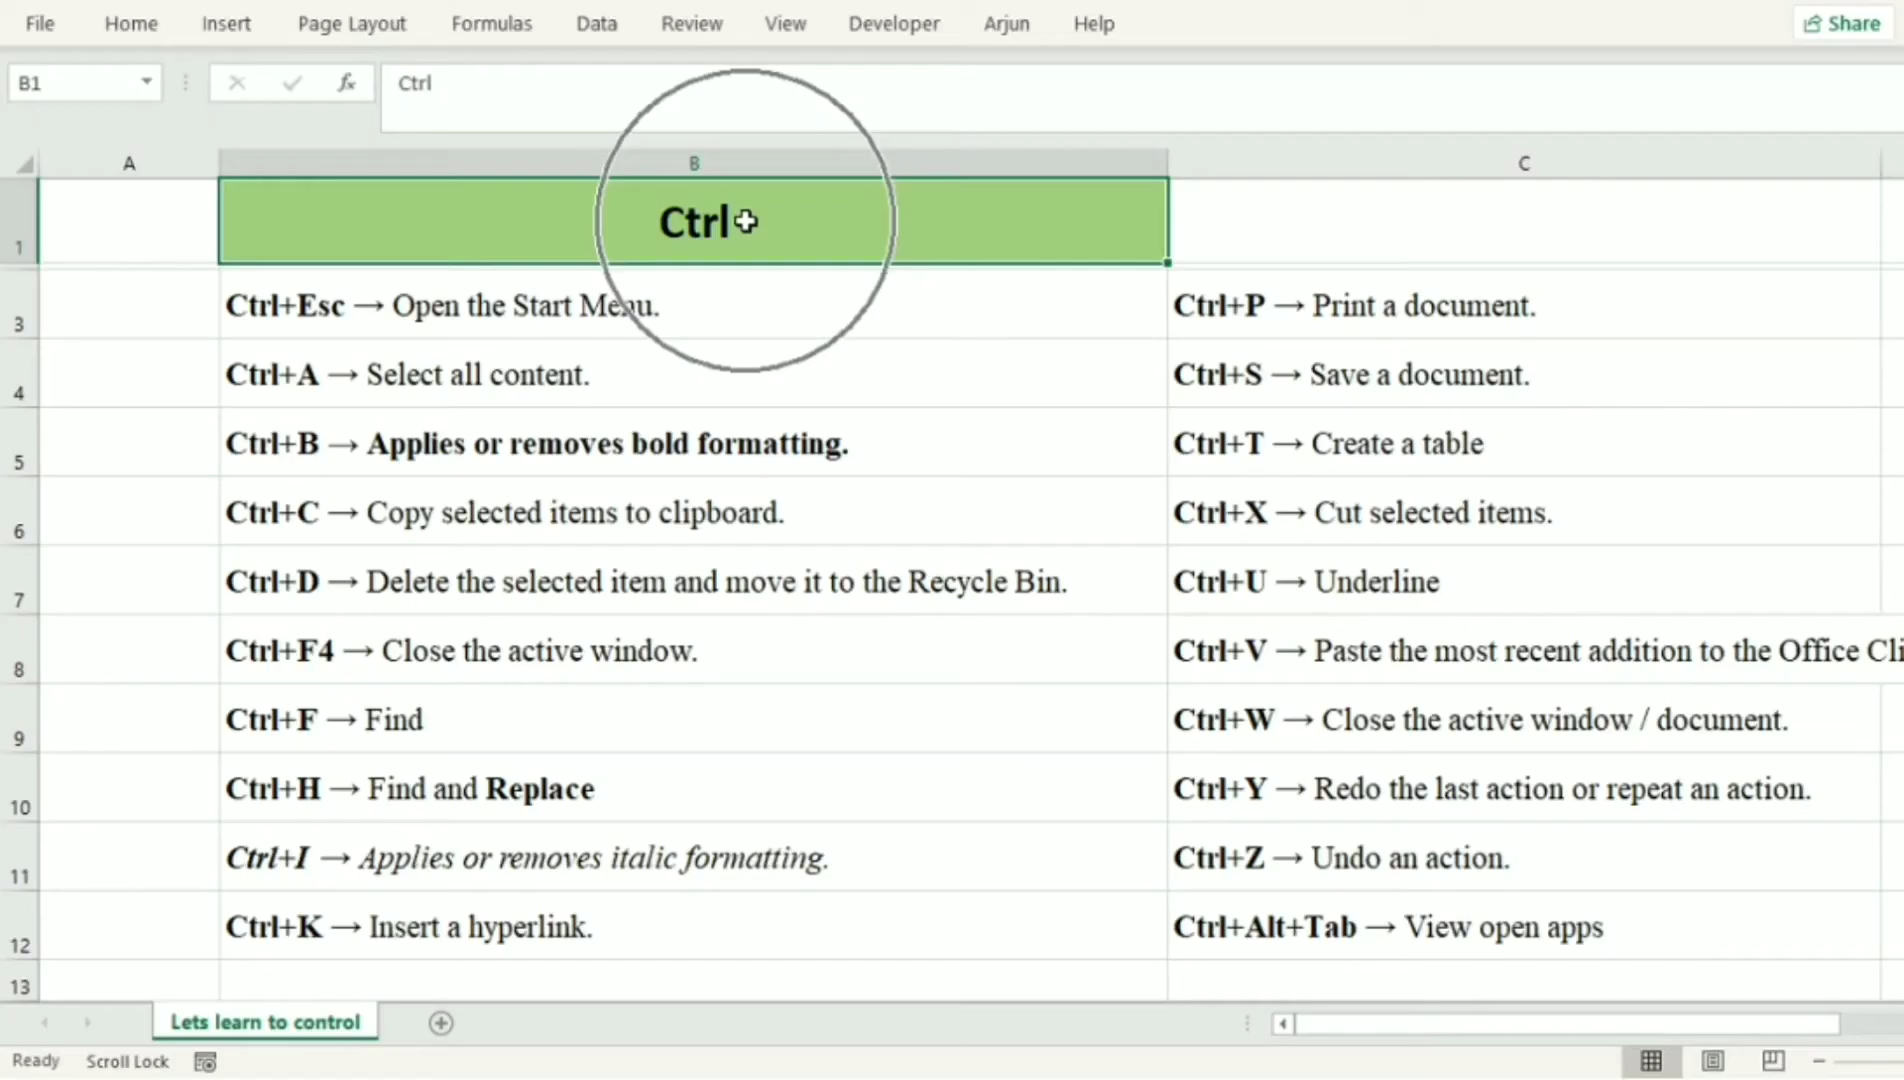 File Home Insert Page Layout Formulas Data Review View Developer Arjun Help Share
B1 fx Ctrl
A B C
1 Ctrl
3 Ctrl+Esc → Open the Start Menu. Ctrl+P → Print a document.
4 Ctrl+A → Select all content. Ctrl+S → Save a document.
5 Ctrl+B → Applies or removes bold formatting. Ctrl+T → Create a table
6 Ctrl+C → Copy selected items to clipboard. Ctrl+X → Cut selected items.
7 Ctrl+D → Delete the selected item and move it to the Recycle Bin. Ctrl+U → Underline
8 Ctrl+F4 → Close the active window. Ctrl+V → Paste the most recent addition to the Office Cli
9 Ctrl+F → Find Ctrl+W → Close the active window / document.
10 Ctrl+H → Find and Replace Ctrl+Y → Redo the last action or repeat an action.
11 Ctrl+I → Applies or removes italic formatting. Ctrl+Z → Undo an action.
12 Ctrl+K → Insert a hyperlink. Ctrl+Alt+Tab → View open apps
13
Lets learn to control
Ready Scroll Lock